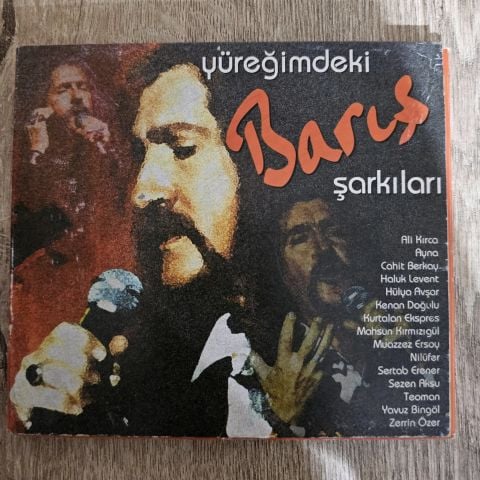 yüreğimdeki
Barış
şarkıları
Ali Kırca
Ayna
Cahit Berkay
Haluk Levent
Hülya Avşar
Kenan Doğulu
Kurtalan Ekspres
Mahsun Kırmızıgül
Muazzez Ersoy
Nilüfer
Sertab Erener
Sezen Aksu
Teoman
Yavuz Bingöl
Zerrin Özer